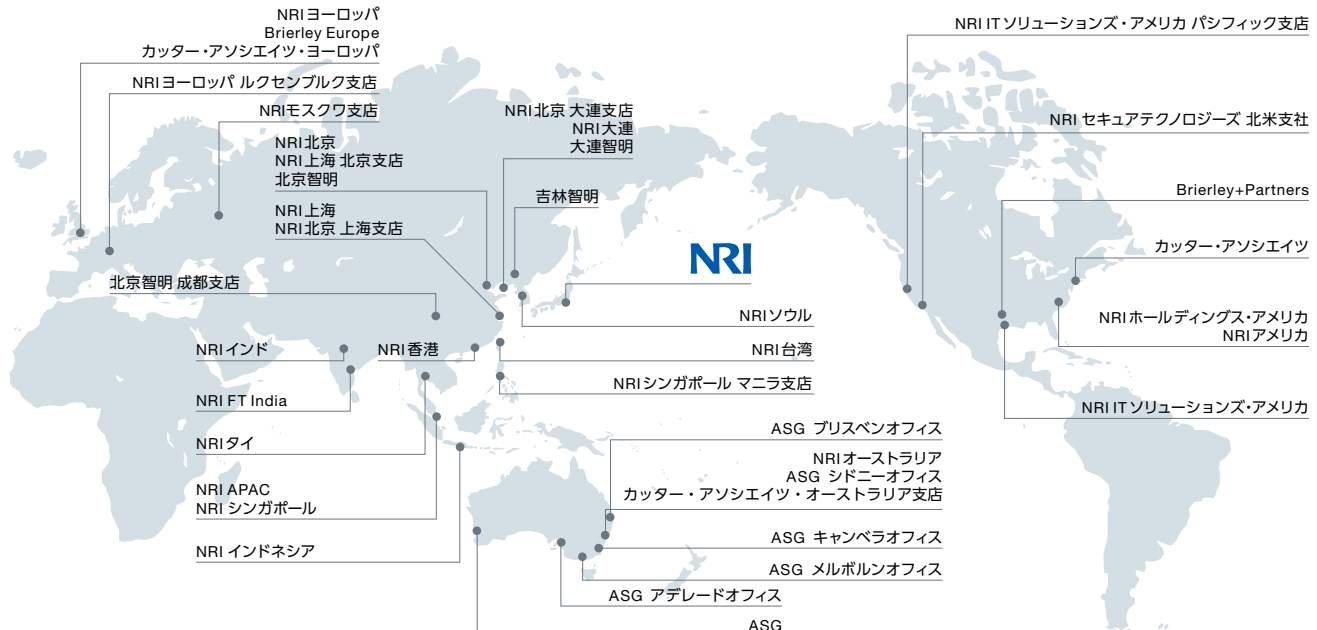 NRIヨーロッパ
Brierley Europe
カッター・アソシエイツ・ヨーロッパ
NRIヨーロッパ ルクセンブルク支店
NRIモスクワ支店
NRI北京
NRI上海 北京支店
北京智明
NRI上海
NRI北京 上海支店
北京智明 成都支店
NRI北京 大連支店
NRI大連
大連智明
吉林智明
NRI
NRIソウル
NRI台湾
NRIシンガポール マニラ支店
NRIインド
NRI香港
NRI FT India
NRIタイ
NRI APAC
NRI シンガポール
NRI インドネシア
ASG ブリスベンオフィス
NRIオーストラリア
ASG シドニーオフィス
カッター・アソシエイツ・オーストラリア支店
ASG キャンベラオフィス
ASG メルボルンオフィス
ASG アデレードオフィス
ASG
NRI ITソリューションズ・アメリカ パシフィック支店
NRI セキュアテクノロジーズ 北米支社
Brierley+Partners
カッター・アソシエイツ
NRIホールディングス・アメリカ
NRIアメリカ
NRI ITソリューションズ・アメリカ